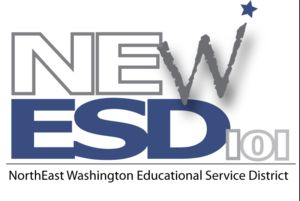 NEW
ESD 101
NorthEast Washington Educational Service District